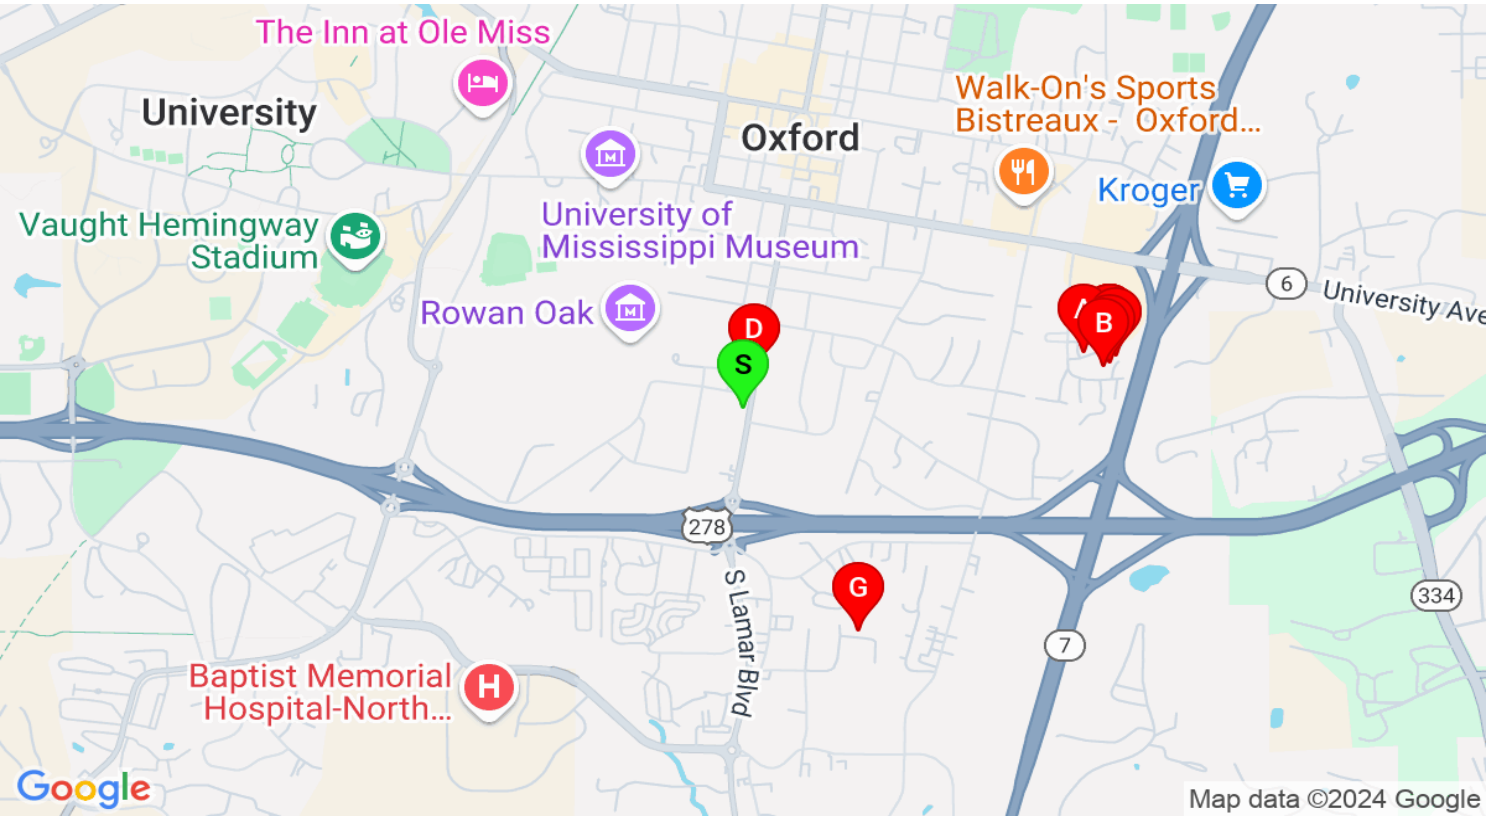 The Inn at Ole Miss
University
Oxford
Walk-On's Sports
Bistreaux - Oxford...
Kroger
University of
Mississippi Museum
Vaught Hemingway
Stadium
Rowan Oak
6
University Ave
D
S
A
B
278
G
S Lamar Blvd
334
7
Baptist Memorial
Hospital-North...
H
Google
Map data ©2024 Google